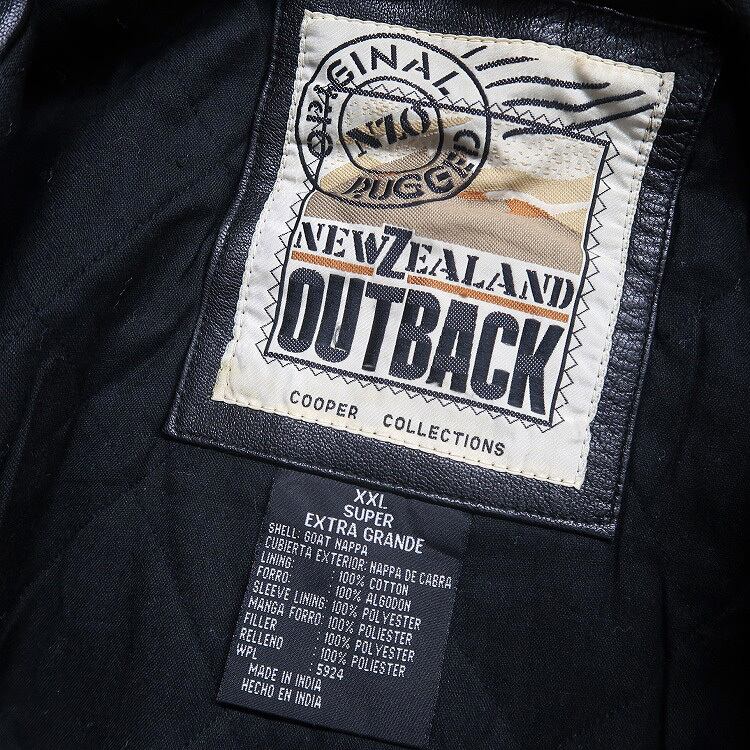 ORIGINAL
NZO
RUGGED
NEW ZEALAND
OUTBACK
COOPER COLLECTIONS
XXL
SUPER
EXTRA GRANDE
SHELL: GOAT NAPPA
CUBIERTA EXTERIOR: NAPPA DE CABRA
LINING: : 100% COTTON
FORRO: : 100% ALGODON
SLEEVE LINING: 100% POLYESTER
MANGA FORRO: 100% POLIESTER
FILLER : 100% POLYESTER
RELLENO : 100% POLIESTER
WPL : 5924
MADE IN INDIA
HECHO EN INDIA